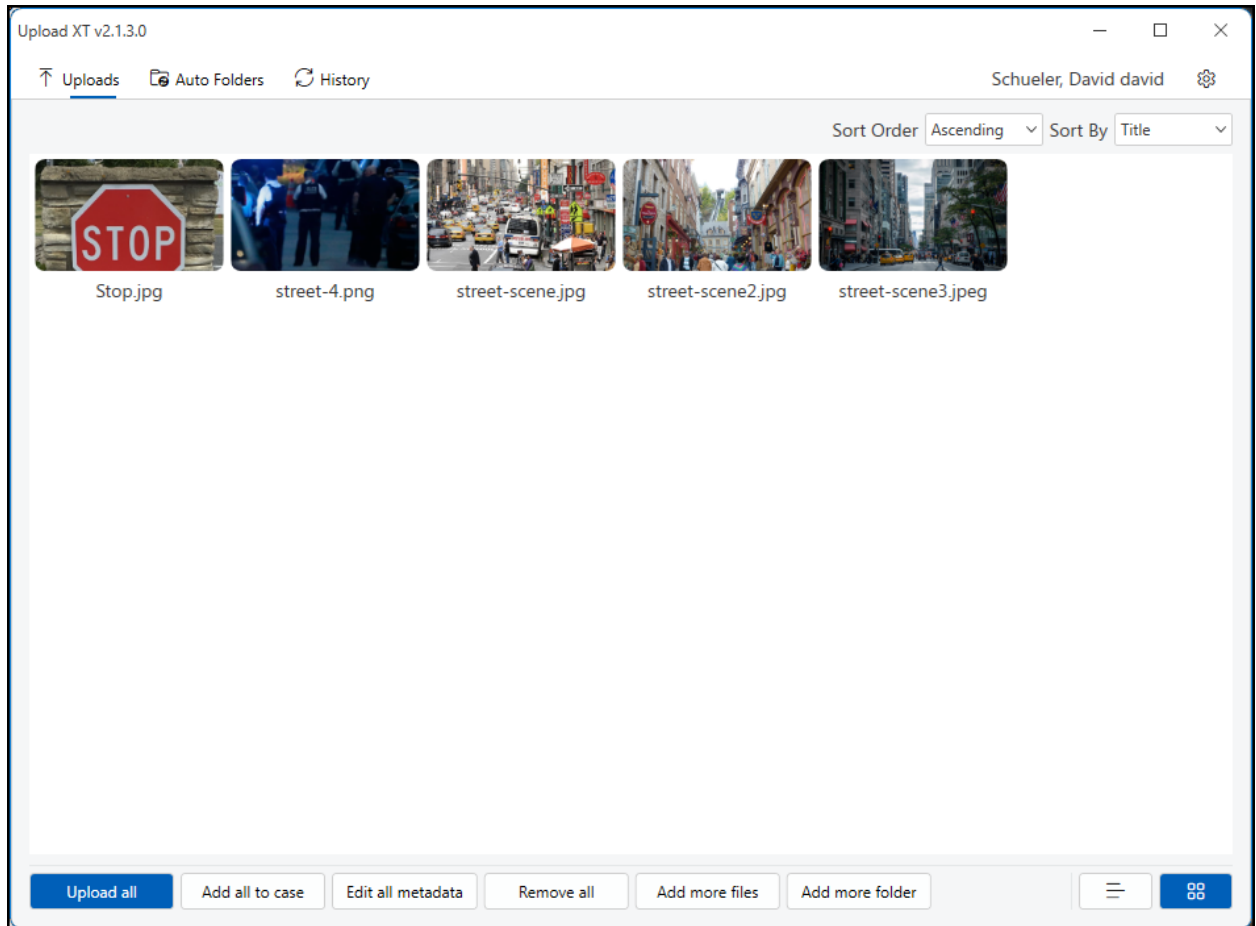 Upload XT v2.1.3.0
Uploads Auto Folders History Schueler, David david
Sort Order Ascending Sort By Title
STOP
Stop.jpg street-4.png street-scene.jpg street-scene2.jpg street-scene3.jpeg
Upload all Add all to case Edit all metadata Remove all Add more files Add more folder